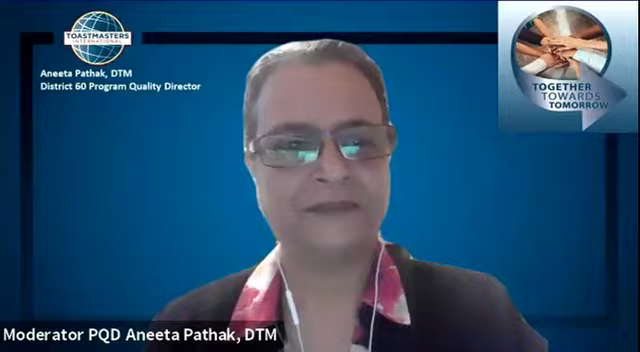 TOASTMASTERS
INTERNATIONAL
Aneeta Pathak, DTM
District 60 Program Quality Director
TOGETHER
TOWARDS
TOMORROW
Moderator PQD Aneeta Pathak, DTM